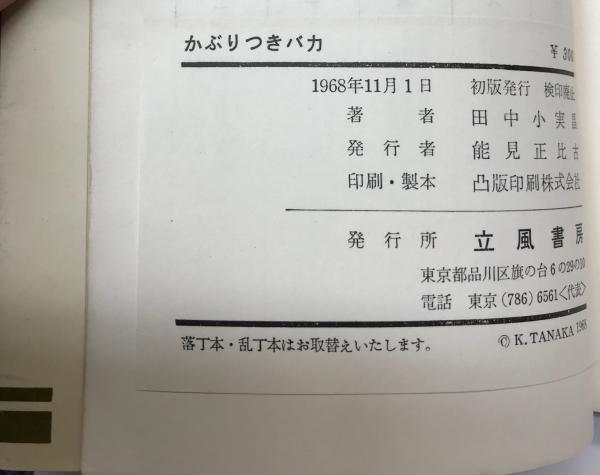 かぶりつきバカ
¥ 300
1968年11月1日 初版発行 検印廃止
著者 田中小実昌
発行者 能見正比古
印刷・製本 凸版印刷株式会社
発行所 立風書房
東京都品川区旗の台6の29の10
電話 東京(786)6561<代表>
落丁本・乱丁本はお取替えいたします。
© K. TANAKA 1968